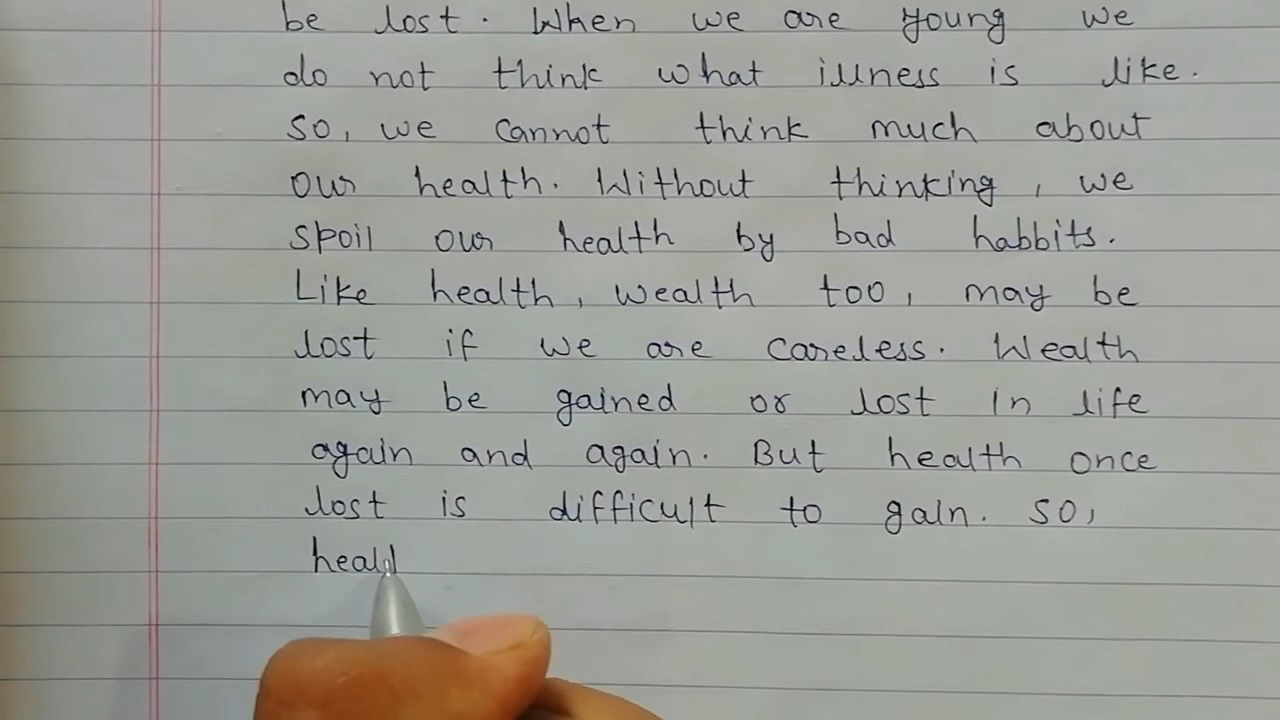 be lost. When we are young we
do not think what illness is like.
So, we cannot think much about
our health. Without thinking, we
spoil our health by bad habbits.
Like health, wealth too, may be
lost if we are careless. Wealth
may be gained or lost in life
again and again. But health once
lost is difficult to gain. So,
heal